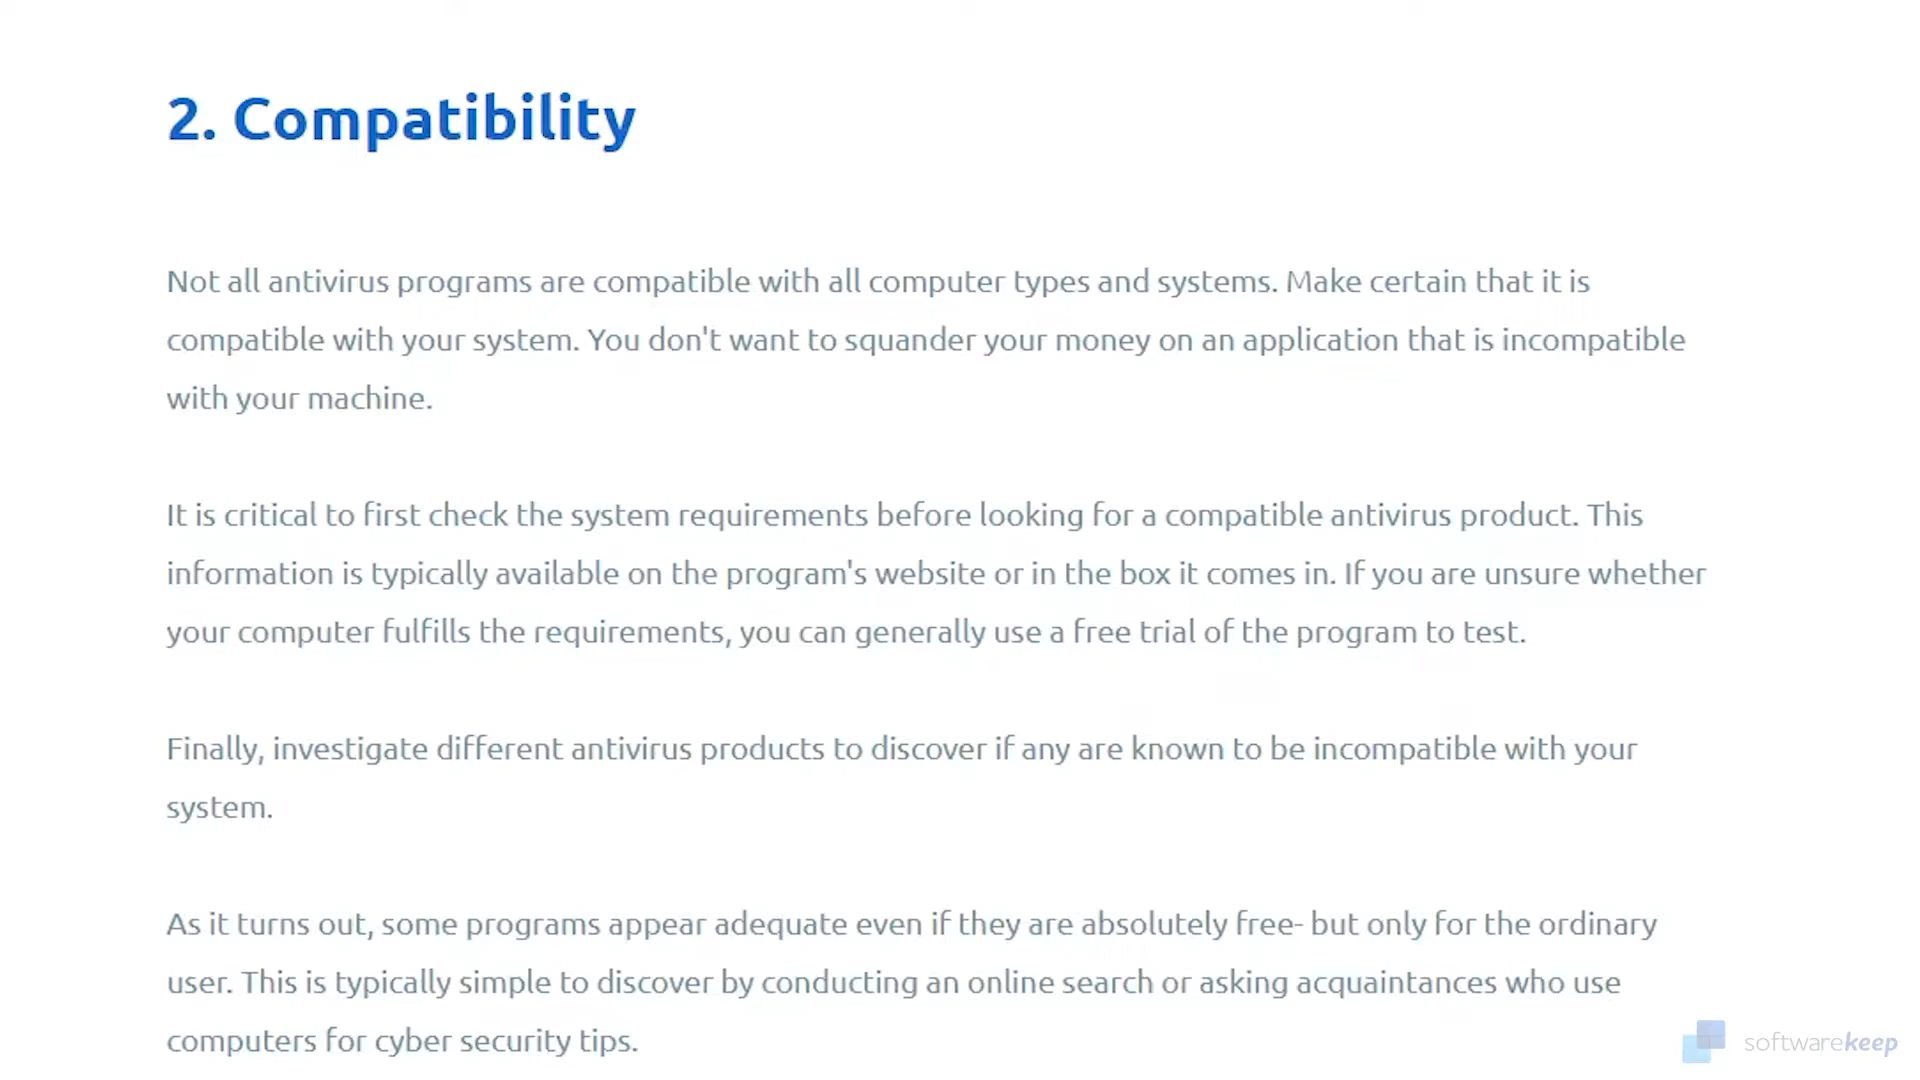 2. Compatibility
Not all antivirus programs are compatible with all computer types and systems. Make certain that it is
compatible with your system. You don't want to squander your money on an application that is incompatible
with your machine.
It is critical to first check the system requirements before looking for a compatible antivirus product. This
information is typically available on the program's website or in the box it comes in. If you are unsure whether
your computer fulfills the requirements, you can generally use a free trial of the program to test.
Finally, investigate different antivirus products to discover if any are known to be incompatible with your
system.
As it turns out, some programs appear adequate even if they are absolutely free- but only for the ordinary
user. This is typically simple to discover by conducting an online search or asking acquaintances who use
computers for cyber security tips.
softwarekeep